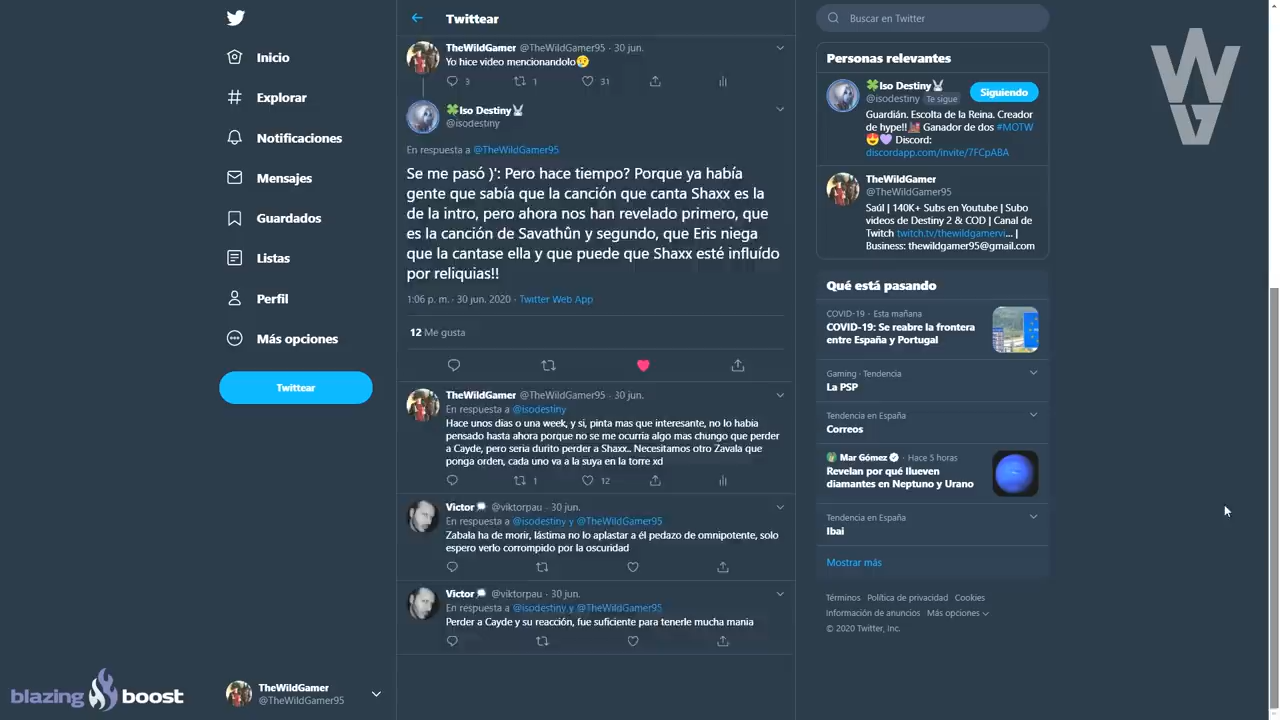 Inicio
Explorar
Notificaciones
Mensajes
Guardados
Listas
Perfil
Más opciones
Twittear
TheWildGamer
@TheWildGamer95
blazing boost
Twittear
TheWildGamer @TheWildGamer95 · 30 jun.
Yo hice video mencionandolo😢
3 1 31
🍀Iso Destiny🐰
@isodestiny
En respuesta a @TheWildGamer95
Se me pasó )': Pero hace tiempo? Porque ya había
gente que sabía que la canción que canta Shaxx es la
de la intro, pero ahora nos han revelado primero, que
es la canción de Savathûn y segundo, que Eris niega
que la cantase ella y que puede que Shaxx esté influído
por reliquias!!
1:06 p. m. · 30 jun. 2020 · Twitter Web App
12 Me gusta
TheWildGamer @TheWildGamer95 · 30 jun.
En respuesta a @isodestiny
Hace unos dias o una week, y si, pinta mas que interesante, no lo habia
pensado hasta ahora porque no se me ocurria algo mas chungo que perder
a Cayde, pero seria durito perder a Shaxx.. Necesitamos otro Zavala que
ponga orden, cada uno va a la suya en la torre xd
1 12
Victor💭 @viktorpau · 30 jun.
En respuesta a @isodestiny y @TheWildGamer95
Zabala ha de morir, lástima no lo aplastar a él pedazo de omnipotente, solo
espero verlo corrompido por la oscuridad
Victor💭 @viktorpau · 30 jun.
En respuesta a @isodestiny y @TheWildGamer95
Perder a Cayde y su reacción, fue suficiente para tenerle mucha mania
Buscar en Twitter
Personas relevantes
🍀Iso Destiny🐰
@isodestiny Te sigue
Siguiendo
Guardián. Escolta de la Reina. Creador
de hype!! Ganador de dos #MOTW
😍💜 Discord:
discordapp.com/invite/7FCpABA
TheWildGamer
@TheWildGamer95
Saúl | 140K+ Subs en Youtube | Subo
videos de Destiny 2 & COD | Canal de
Twitch twitch.tv/thewildgamervi... |
Business: thewildgamer95@gmail.com
Qué está pasando
COVID-19 · Esta mañana
COVID-19: Se reabre la frontera
entre España y Portugal
Gaming · Tendencia
La PSP
Tendencia en España
Correos
Mar Gómez · Hace 5 horas
Revelan por qué llueven
diamantes en Neptuno y Urano
Tendencia en España
Ibai
Mostrar más
Términos Política de privacidad Cookies
Información de anuncios Más opciones
© 2020 Twitter, Inc.
WG